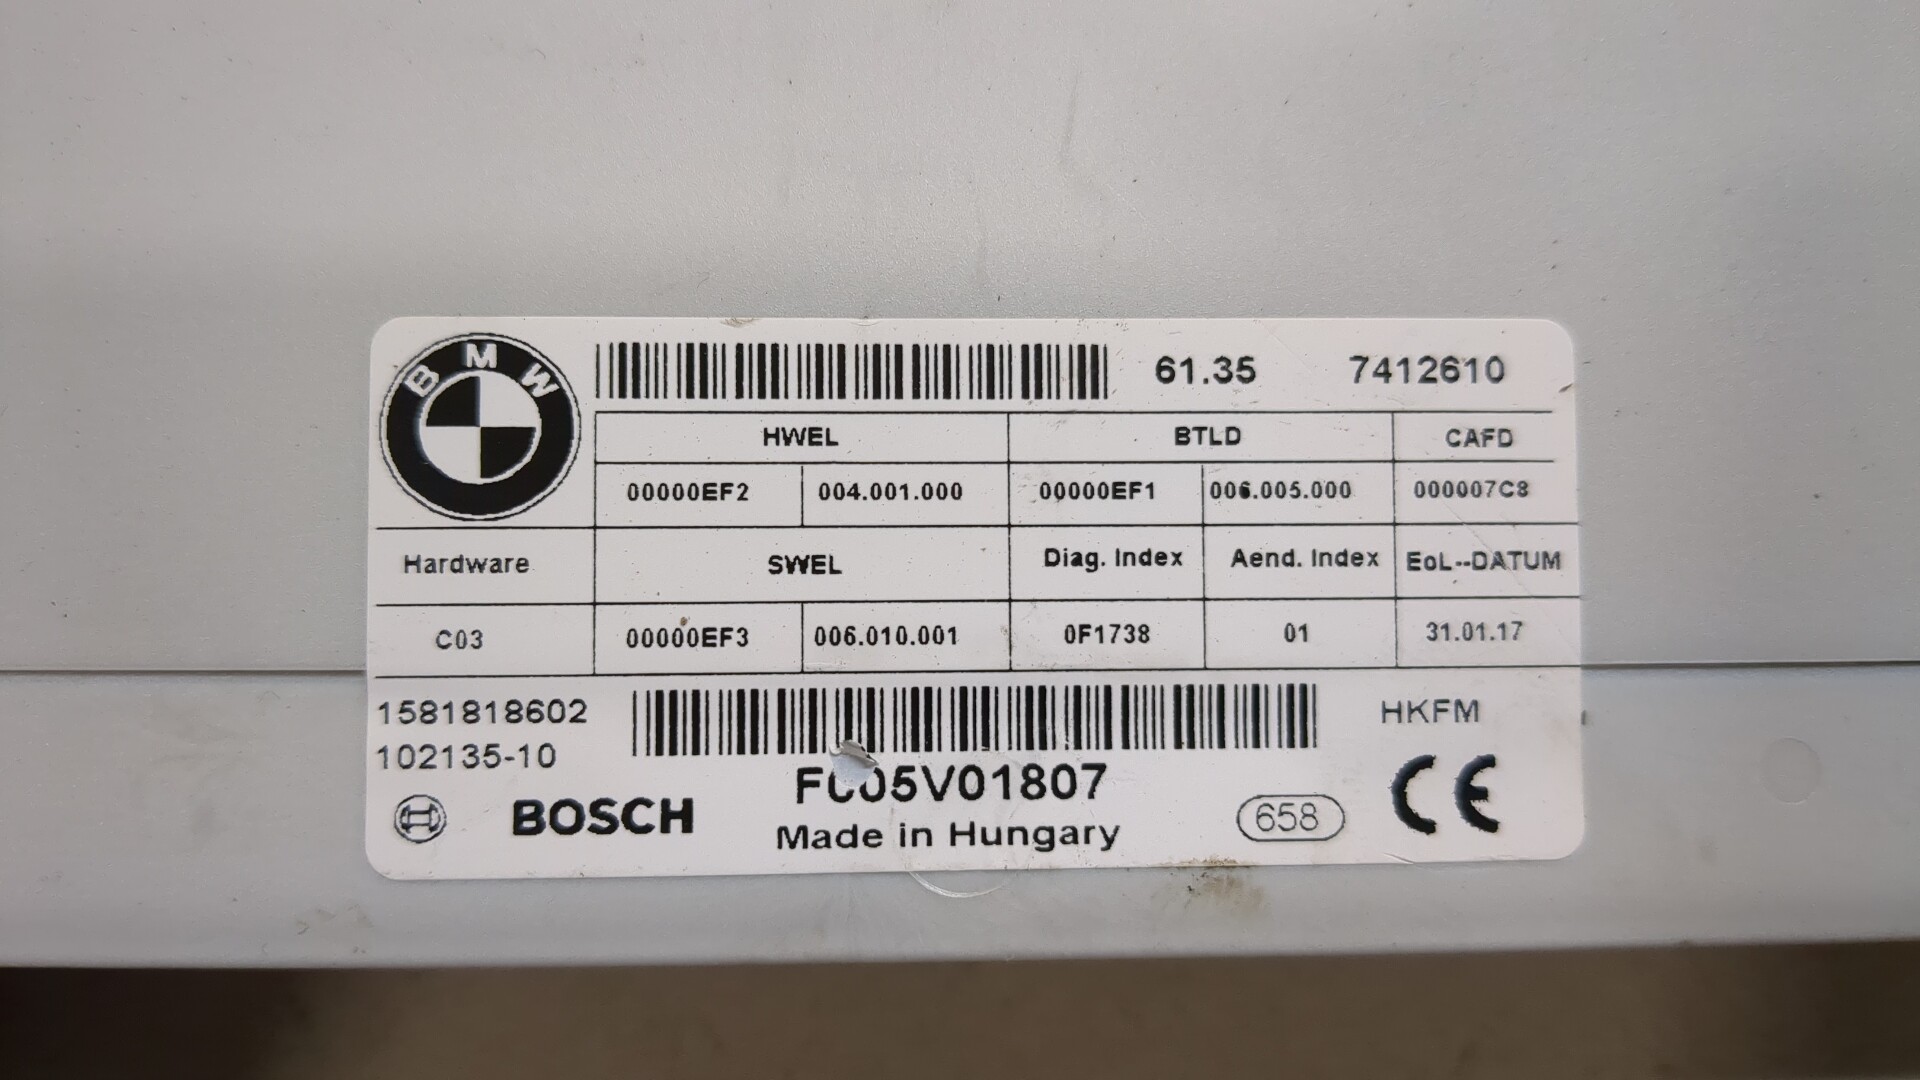 BMW
61.35 7412610
HWEL BTLD CAFD
00000EF2 004.001.000 00000EF1 006.005.000 000007C8
Hardware SWEL Diag. Index Aend. Index EoL--DATUM
C03 00000EF3 006.010.001 0F1738 01 31.01.17
1581818602 HKFM
102135-10
F005V01807
BOSCH Made in Hungary 658 CE